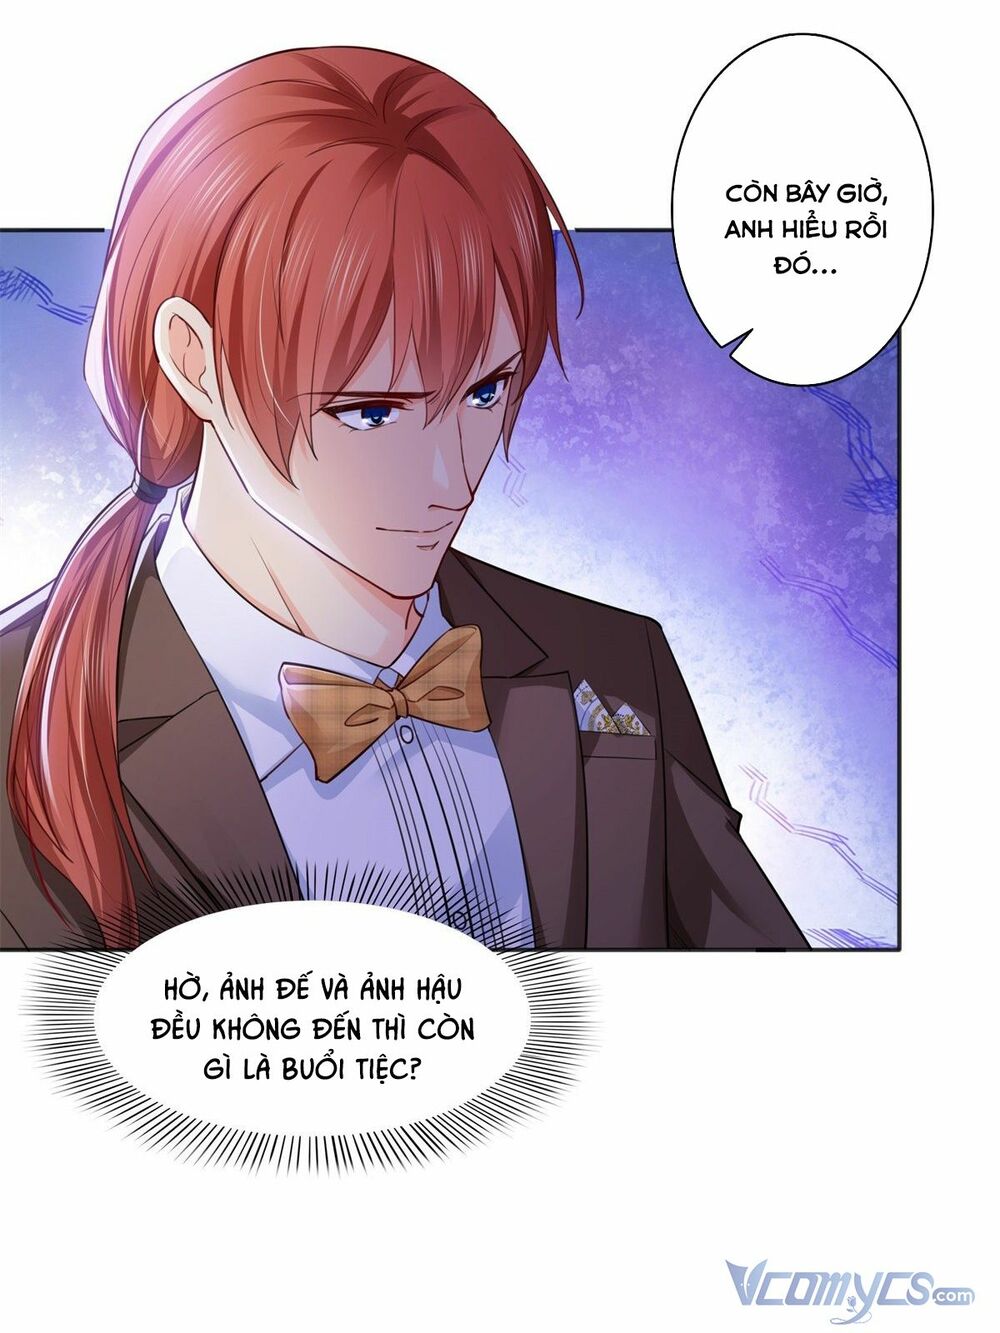 CÒN BÂY GIỜ,
ANH HIỂU RỒI
ĐÓ...
HỜ, ẢNH ĐẾ VÀ ẢNH HẬU
ĐỀU KHÔNG ĐẾN THÌ CÒN
GÌ LÀ BUỔI TIỆC?
VCOMYCS.com